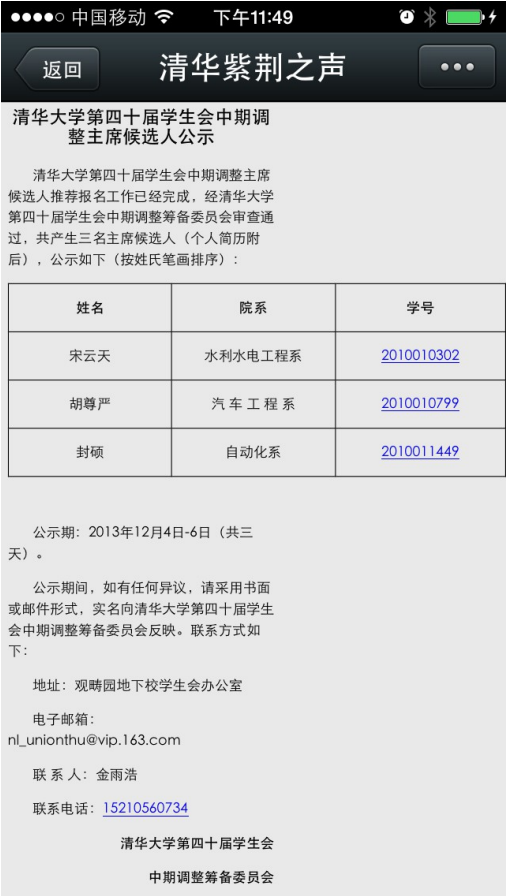 中国移动 下午11:49
返回 清华紫荆之声
清华大学第四十届学生会中期调
整主席候选人公示
清华大学第四十届学生会中期调整主席
候选人推荐报名工作已经完成，经清华大学
第四十届学生会中期调整筹备委员会审查通
过，共产生三名主席候选人（个人简历附
后），公示如下（按姓氏笔画排序）：
姓名 院系 学号
宋云天 水利水电工程系 2010010302
胡尊严 汽车工程系 2010010799
封硕 自动化系 2010011449
公示期：2013年12月4日-6日（共三
天）。
公示期间，如有任何异议，请采用书面
或邮件形式，实名向清华大学第四十届学生
会中期调整筹备委员会反映。联系方式如
下：
地址：观畴园地下校学生会办公室
电子邮箱：
nl_unionthu@vip.163.com
联系人：金雨浩
联系电话：15210560734
清华大学第四十届学生会
中期调整筹备委员会